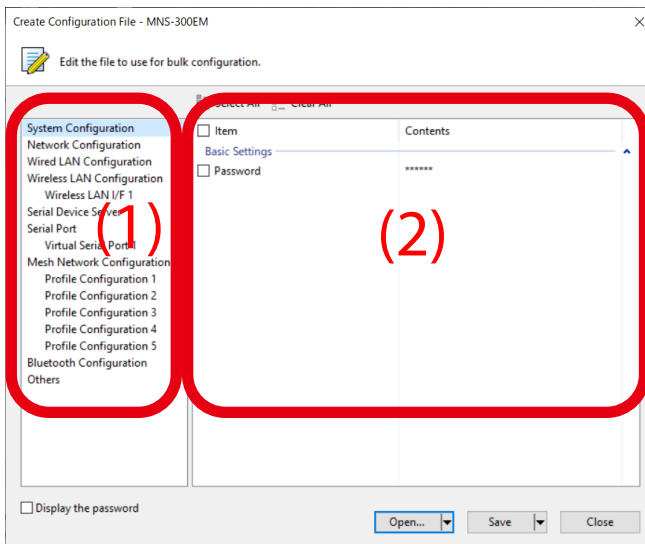 Create Configuration File - MNS-300EM
Edit the file to use for bulk configuration.
Select All Clear All
System Configuration
Network Configuration
Wired LAN Configuration
Wireless LAN Configuration
Wireless LAN I/F 1
Serial Device Server
Serial Port
Virtual Serial Port 1
Mesh Network Configuration
Profile Configuration 1
Profile Configuration 2
Profile Configuration 3
Profile Configuration 4
Profile Configuration 5
Bluetooth Configuration
Others
(1)
Item Contents
Basic Settings
Password ******
(2)
Display the password
Open... Save Close